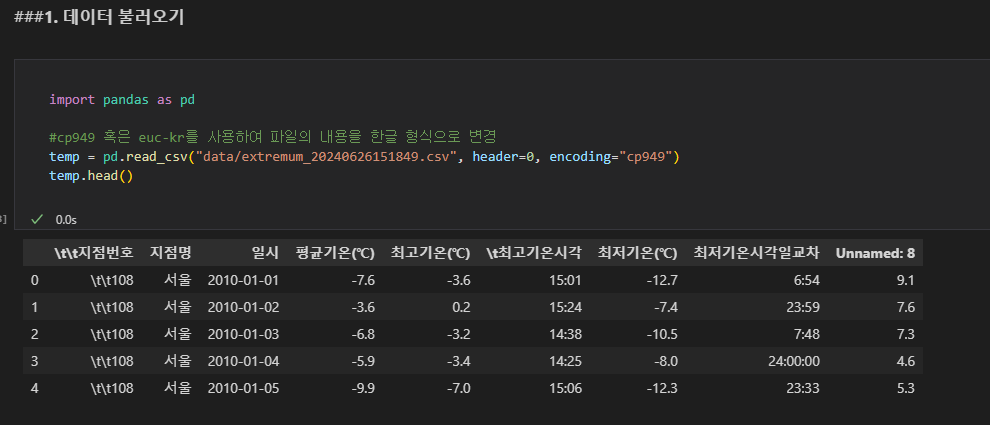 ###1. 데이터 불러오기
import pandas as pd
#cp949 혹은 euc-kr를 사용하여 파일의 내용을 한글 형식으로 변경
temp = pd.read_csv("data/extremum_20240626151849.csv", header=0, encoding="cp949")
temp.head()
] 0.0s
\t\t지점번호 지점명 일시 평균기온(℃) 최고기온(℃) \t최고기온시각 최저기온(℃) 최저기온시각일교차 Unnamed: 8
0 \t\t108 서울 2010-01-01 -7.6 -3.6 15:01 -12.7 6:54 9.1
1 \t\t108 서울 2010-01-02 -3.6 0.2 15:24 -7.4 23:59 7.6
2 \t\t108 서울 2010-01-03 -6.8 -3.2 14:38 -10.5 7:48 7.3
3 \t\t108 서울 2010-01-04 -5.9 -3.4 14:25 -8.0 24:00:00 4.6
4 \t\t108 서울 2010-01-05 -9.9 -7.0 15:06 -12.3 23:33 5.3